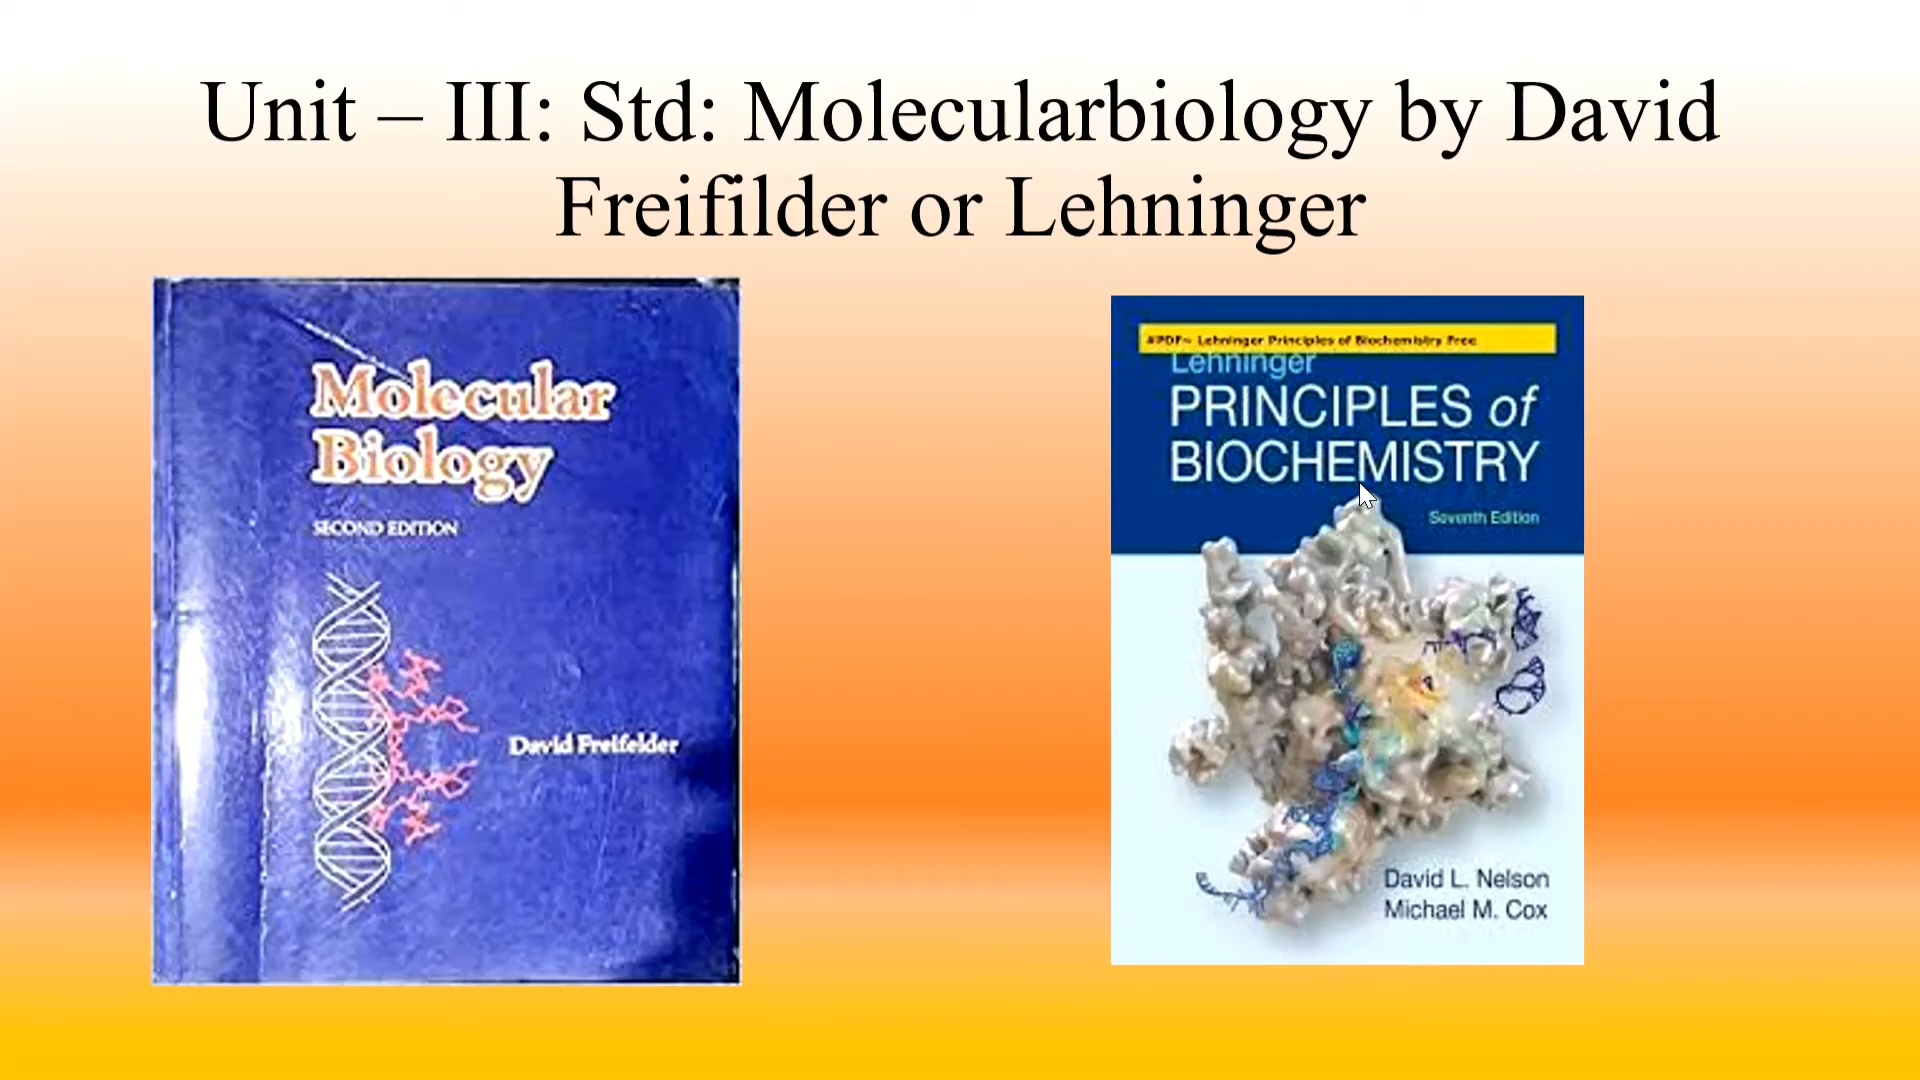 Unit – III: Std: Molecularbiology by David
Freifilder or Lehninger
Molecular
Biology
SECOND EDITION
David Freifelder
#PDF~ Lehninger Principles of Biochemistry Free
Lehninger
PRINCIPLES of
BIOCHEMISTRY
Seventh Edition
David L. Nelson
Michael M. Cox